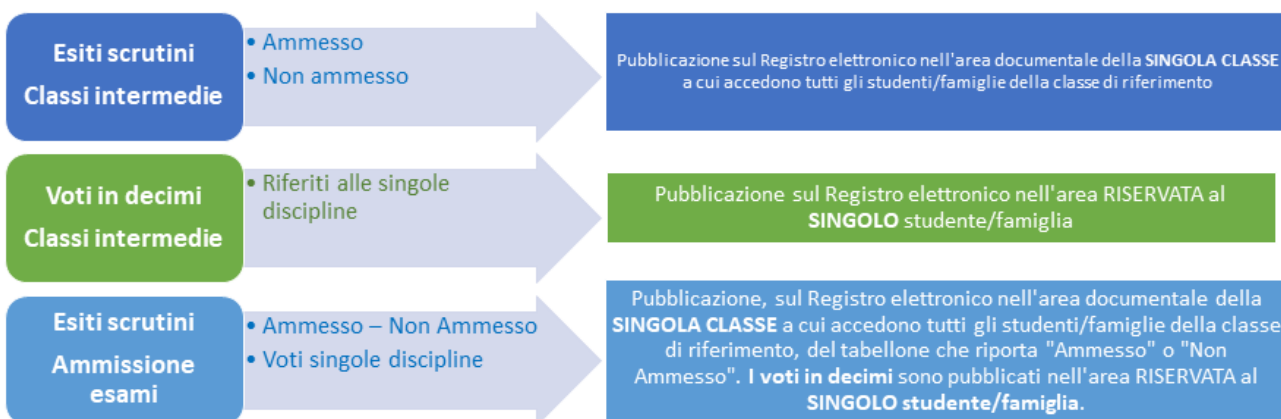 Esiti scrutini
Classi intermedie
• Ammesso
• Non ammesso
Pubblicazione sul Registro elettronico nell'area documentale della SINGOLA CLASSE
a cui accedono tutti gli studenti/famiglie della classe di riferimento
Voti in decimi
Classi intermedie
• Riferiti alle singole
discipline
Pubblicazione sul Registro elettronico nell'area RISERVATA al
SINGOLO studente/famiglia
Esiti scrutini
Ammissione
esami
• Ammesso – Non Ammesso
• Voti singole discipline
Pubblicazione, sul Registro elettronico nell'area documentale della
SINGOLA CLASSE a cui accedono tutti gli studenti/famiglie della classe
di riferimento, del tabellone che riporta "Ammesso" o "Non
Ammesso". I voti in decimi sono pubblicati nell'area RISERVATA al
SINGOLO studente/famiglia.